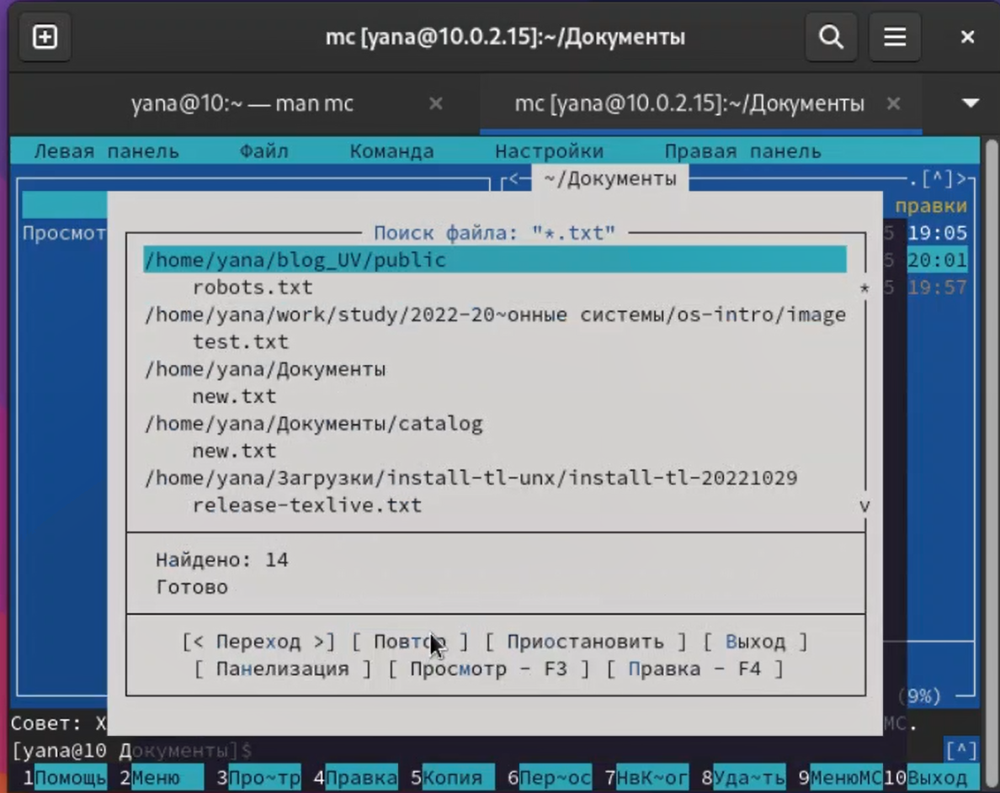 mc [yana@10.0.2.15]:~/Документы
yana@10:~ — man mc × mc [yana@10.0.2.15]:~/Документы ×
Левая панель Файл Команда Настройки Правая панель
<— ~/Документы .[^]>
правки
Просмот 5 19:05
5 20:01
5 19:57
Поиск файла: "*.txt"
/home/yana/blog_UV/public
robots.txt
/home/yana/work/study/2022-20~онные системы/os-intro/image
test.txt
/home/yana/Документы
new.txt
/home/yana/Документы/catalog
new.txt
/home/yana/Загрузки/install-tl-unx/install-tl-20221029
release-texlive.txt
Найдено: 14
Готово
[< Переход >] [ Повтор ] [ Приостановить ] [ Выход ]
[ Панелизация ] [ Просмотр - F3 ] [ Правка - F4 ]
(9%)
Совет: X МС.
[yana@10 Документы]$ [^]
1Помощь 2Меню 3Про~тр 4Правка 5Копия 6Пер~ос 7НвК~ог 8Уда~ть 9МенюМС 10Выход